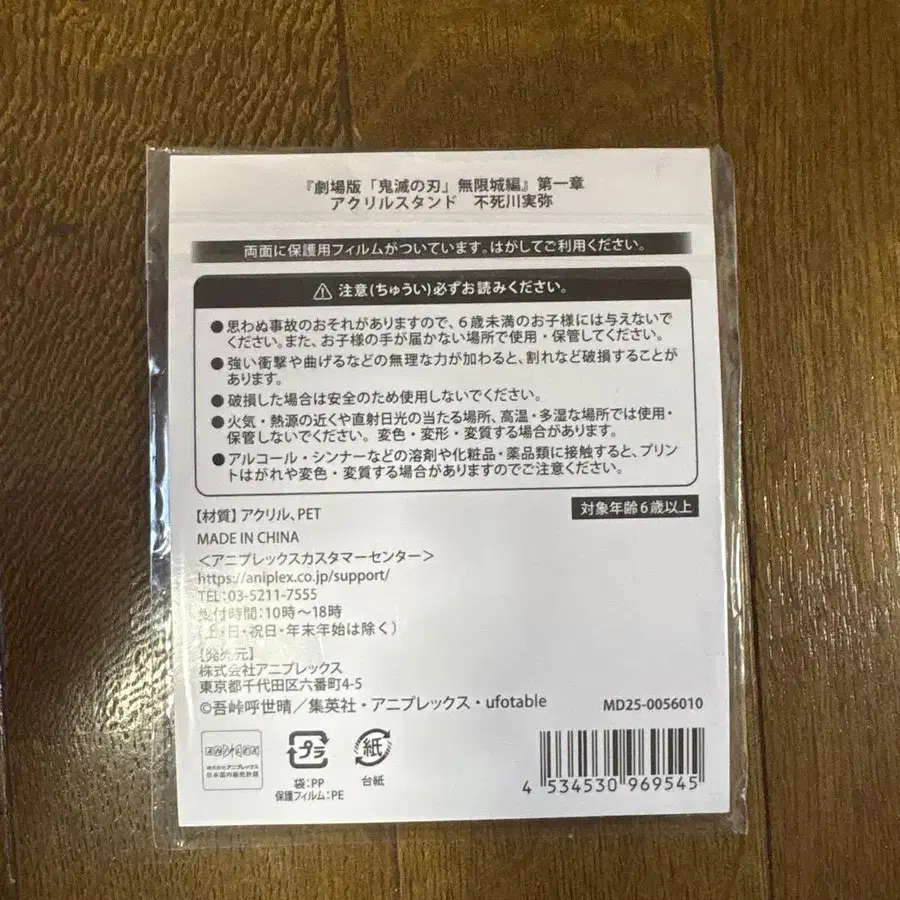 『劇場版「鬼滅の刃」無限城編』第一章
アクリルスタンド 不死川実弥
両面に保護用フィルムがついています。はがしてご利用ください。
注意(ちゅうい)必ずお読みください。
●思わぬ事故のおそれがありますので、6歳未満のお子様には与えないで
ください。また、お子様の手が届かない場所で使用・保管してください。
●強い衝撃や曲げるなどの無理な力が加わると、割れなど破損することが
あります。
●破損した場合は安全のため使用しないでください。
●火気・熱源の近くや直射日光の当たる場所、高温・多湿な場所では使用・
保管しないでください。変色・変形・変質する場合があります。
●アルコール・シンナーなどの溶剤や化粧品・薬品類に接触すると、プリン
トはがれや変色・変質する場合がありますのでご注意ください。
【材質】アクリル、PET
対象年齢6歳以上
MADE IN CHINA
＜アニプレックスカスタマーセンター＞
https://aniplex.co.jp/support/
TEL:03-5211-7555
受付時間:10時～18時
(土・日・祝日・年末年始は除く)
【発売元】
株式会社アニプレックス
東京都千代田区六番町4-5
©吾峠呼世晴／集英社・アニプレックス・ufotable
MD25-0056010
ANIPLEX
株式会社アニプレックス
日本国内販売許諾
プラ
袋:PP
保護フィルム:PE
紙
台紙
4 534530 969545